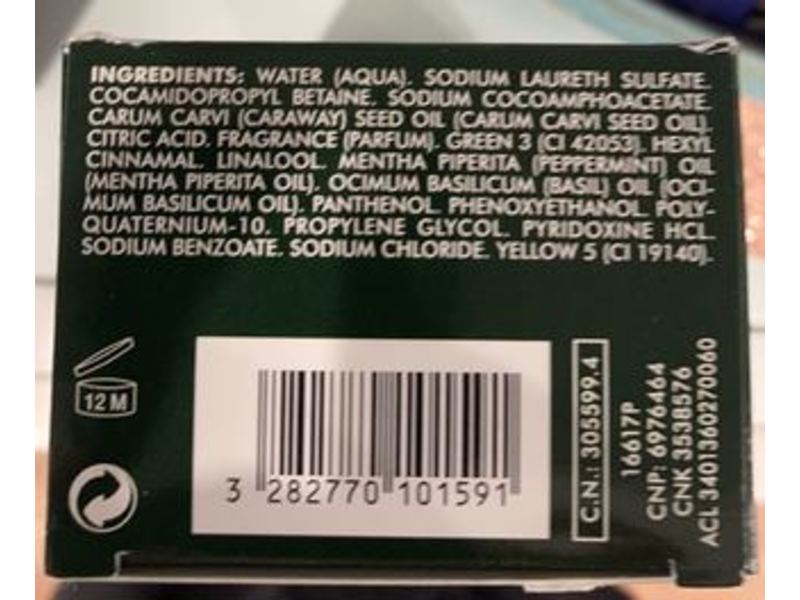 INGREDIENTS: WATER (AQUA). SODIUM LAURETH SULFATE.
COCAMIDOPROPYL BETAINE. SODIUM COCOAMPHOACETATE.
CARUM CARVI (CARAWAY) SEED OIL (CARUM CARVI SEED OIL).
CITRIC ACID. FRAGRANCE (PARFUM). GREEN 3 (CI 42053). HEXYL
CINNAMAL. LINALOOL. MENTHA PIPERITA (PEPPERMINT) OIL
(MENTHA PIPERITA OIL). OCIMUM BASILICUM (BASIL) OIL (OCI-
MUM BASILICUM OIL). PANTHENOL. PHENOXYETHANOL. POLY-
QUATERNIUM-10. PROPYLENE GLYCOL. PYRIDOXINE HCL.
SODIUM BENZOATE. SODIUM CHLORIDE. YELLOW 5 (CI 19140).
12 M
3 282770 101591
C.N.: 305599.4
16617P
CNP: 6976464
CNK 3538576
ACL 3401360270060